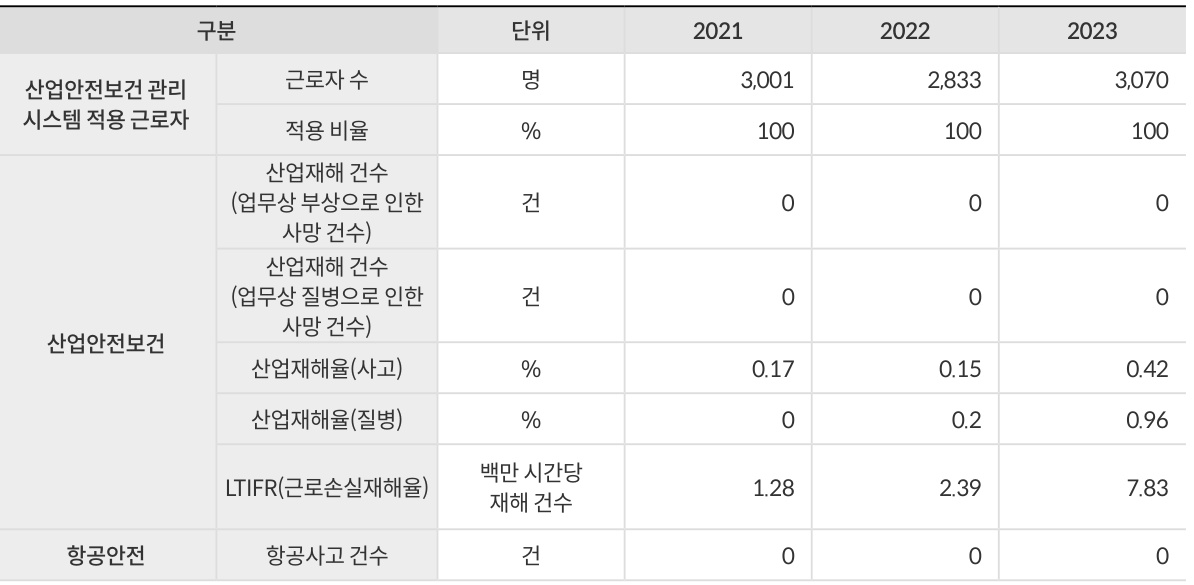 구분 단위 2021 2022 2023
산업안전보건 관리
시스템 적용 근로자
근로자 수 명 3,001 2,833 3,070
적용 비율 % 100 100 100
산업안전보건
산업재해 건수
(업무상 부상으로 인한
사망 건수)
건 0 0 0
산업재해 건수
(업무상 질병으로 인한
사망 건수)
건 0 0 0
산업재해율(사고) % 0.17 0.15 0.42
산업재해율(질병) % 0 0.2 0.96
LTIFR(근로손실재해율)
백만 시간당
재해 건수
1.28 2.39 7.83
항공안전 항공사고 건수 건 0 0 0